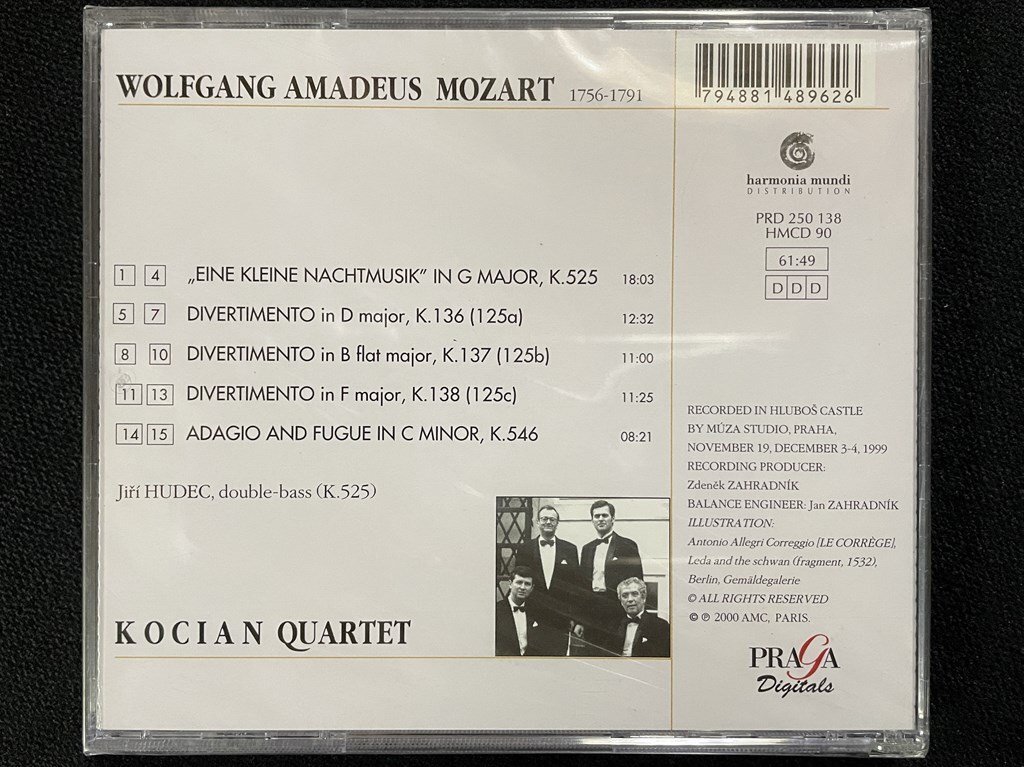 WOLFGANG AMADEUS MOZART 1756-1791
1 4 „EINE KLEINE NACHTMUSIK” IN G MAJOR, K.525 18:03
5 7 DIVERTIMENTO in D major, K.136 (125a) 12:32
8 10 DIVERTIMENTO in B flat major, K.137 (125b) 11:00
11 13 DIVERTIMENTO in F major, K.138 (125c) 11:25
14 15 ADAGIO AND FUGUE IN C MINOR, K.546 08:21
Jiří HUDEC, double-bass (K.525)
KOCIAN QUARTET
794881 489626
harmonia mundi
DISTRIBUTION
PRD 250 138
HMCD 90
61:49
DDD
RECORDED IN HLUBOŠ CASTLE
BY MÚZA STUDIO, PRAHA,
NOVEMBER 19, DECEMBER 3-4, 1999
RECORDING PRODUCER:
Zdeněk ZAHRADNÍK
BALANCE ENGINEER: Jan ZAHRADNÍK
ILLUSTRATION:
Antonio Allegri Correggio [LE CORRÈGE],
Leda and the schwan (fragment, 1532),
Berlin, Gemäldegalerie
© ALL RIGHTS RESERVED
© ℗ 2000 AMC, PARIS.
PRAGA
Digitals